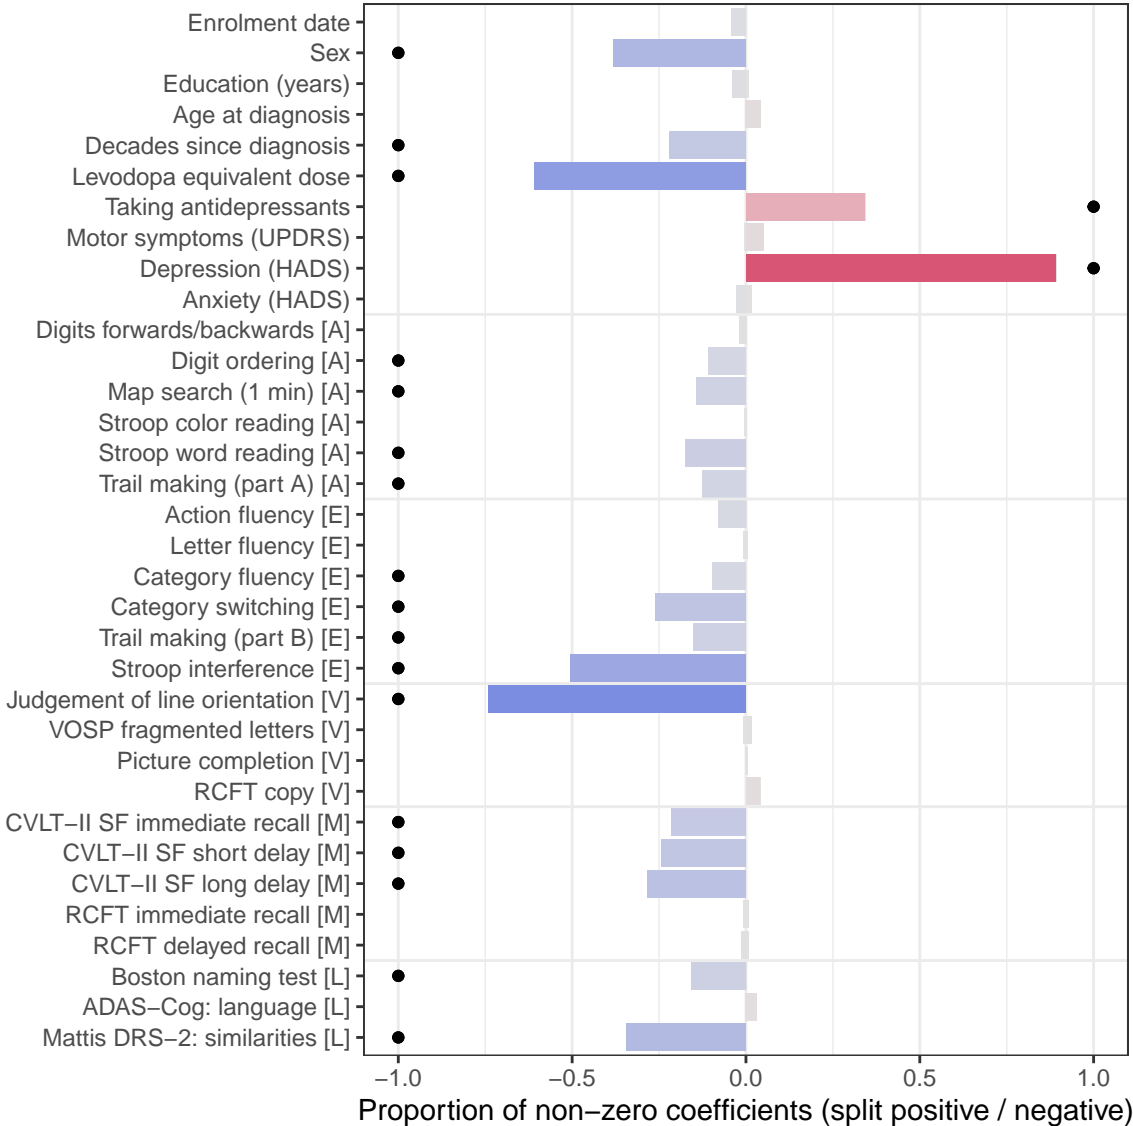 Enrolment date
Sex
Education (years)
Age at diagnosis
Decades since diagnosis
Levodopa equivalent dose
Taking antidepressants
Motor symptoms (UPDRS)
Depression (HADS)
Anxiety (HADS)
Digits forwards/backwards [A]
Digit ordering [A]
Map search (1 min) [A]
Stroop color reading [A]
Stroop word reading [A]
Trail making (part A) [A]
Action fluency [E]
Letter fluency [E]
Category fluency [E]
Category switching [E]
Trail making (part B) [E]
Stroop interference [E]
Judgement of line orientation [V]
VOSP fragmented letters [V]
Picture completion [V]
RCFT copy [V]
CVLT−II SF immediate recall [M]
CVLT−II SF short delay [M]
CVLT−II SF long delay [M]
RCFT immediate recall [M]
RCFT delayed recall [M]
Boston naming test [L]
ADAS−Cog: language [L]
Mattis DRS−2: similarities [L]
−1.0 −0.5 0.0 0.5 1.0
Proportion of non−zero coefficients (split positive / negative)